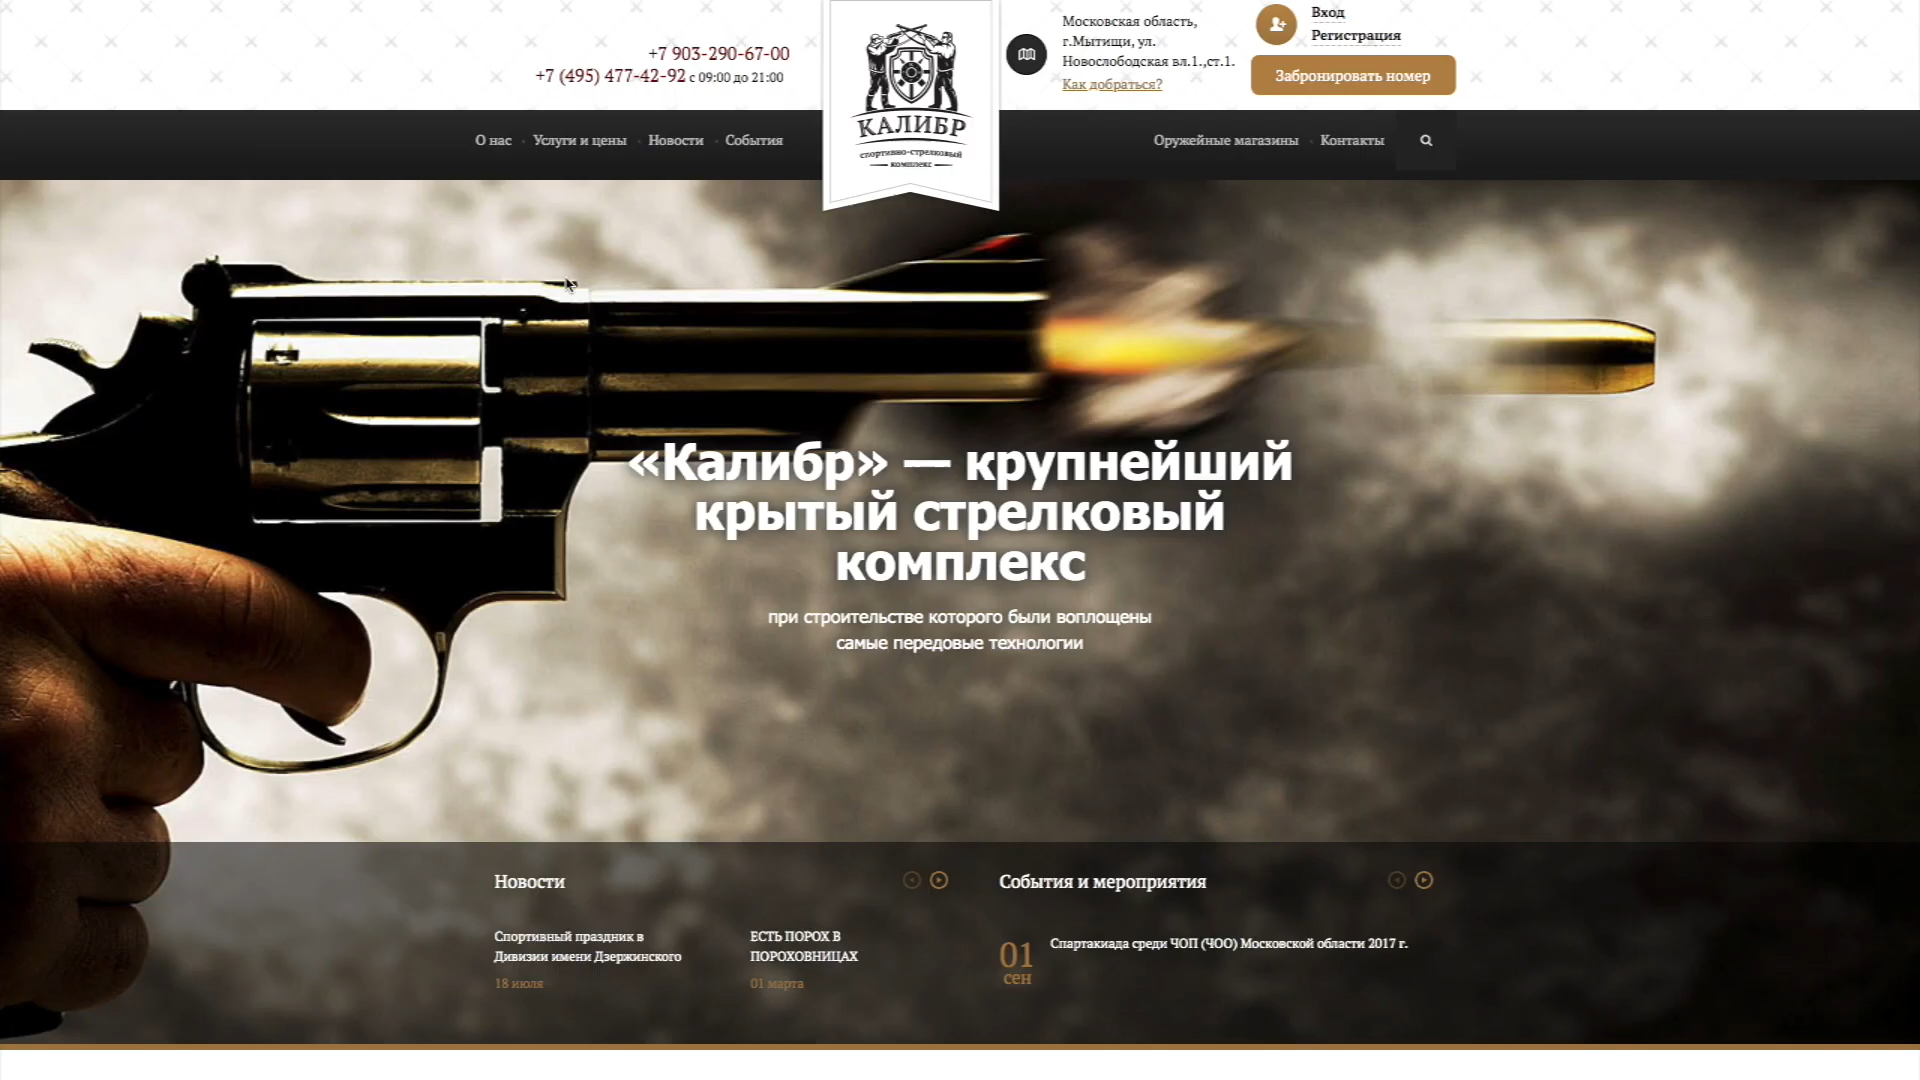 +7 903-290-67-00
+7 (495) 477-42-92 с 09:00 до 21:00
КАЛИБР
спортивно-стрелковый
комплекс
Московская область,
г.Мытищи, ул.
Новослободская вл.1.,ст.1.
Как добраться?
Вход
Регистрация
Забронировать номер
О нас
Услуги и цены
Новости
События
Оружейные магазины
Контакты
«Калибр» — крупнейший
крытый стрелковый
комплекс
при строительстве которого были воплощены
самые передовые технологии
Новости
Спортивный праздник в
Дивизии имени Дзержинского
18 июля
ЕСТЬ ПОРОХ В
ПОРОХОВНИЦАХ
01 марта
События и мероприятия
01
сен
Спартакиада среди ЧОП (ЧОО) Московской области 2017 г.